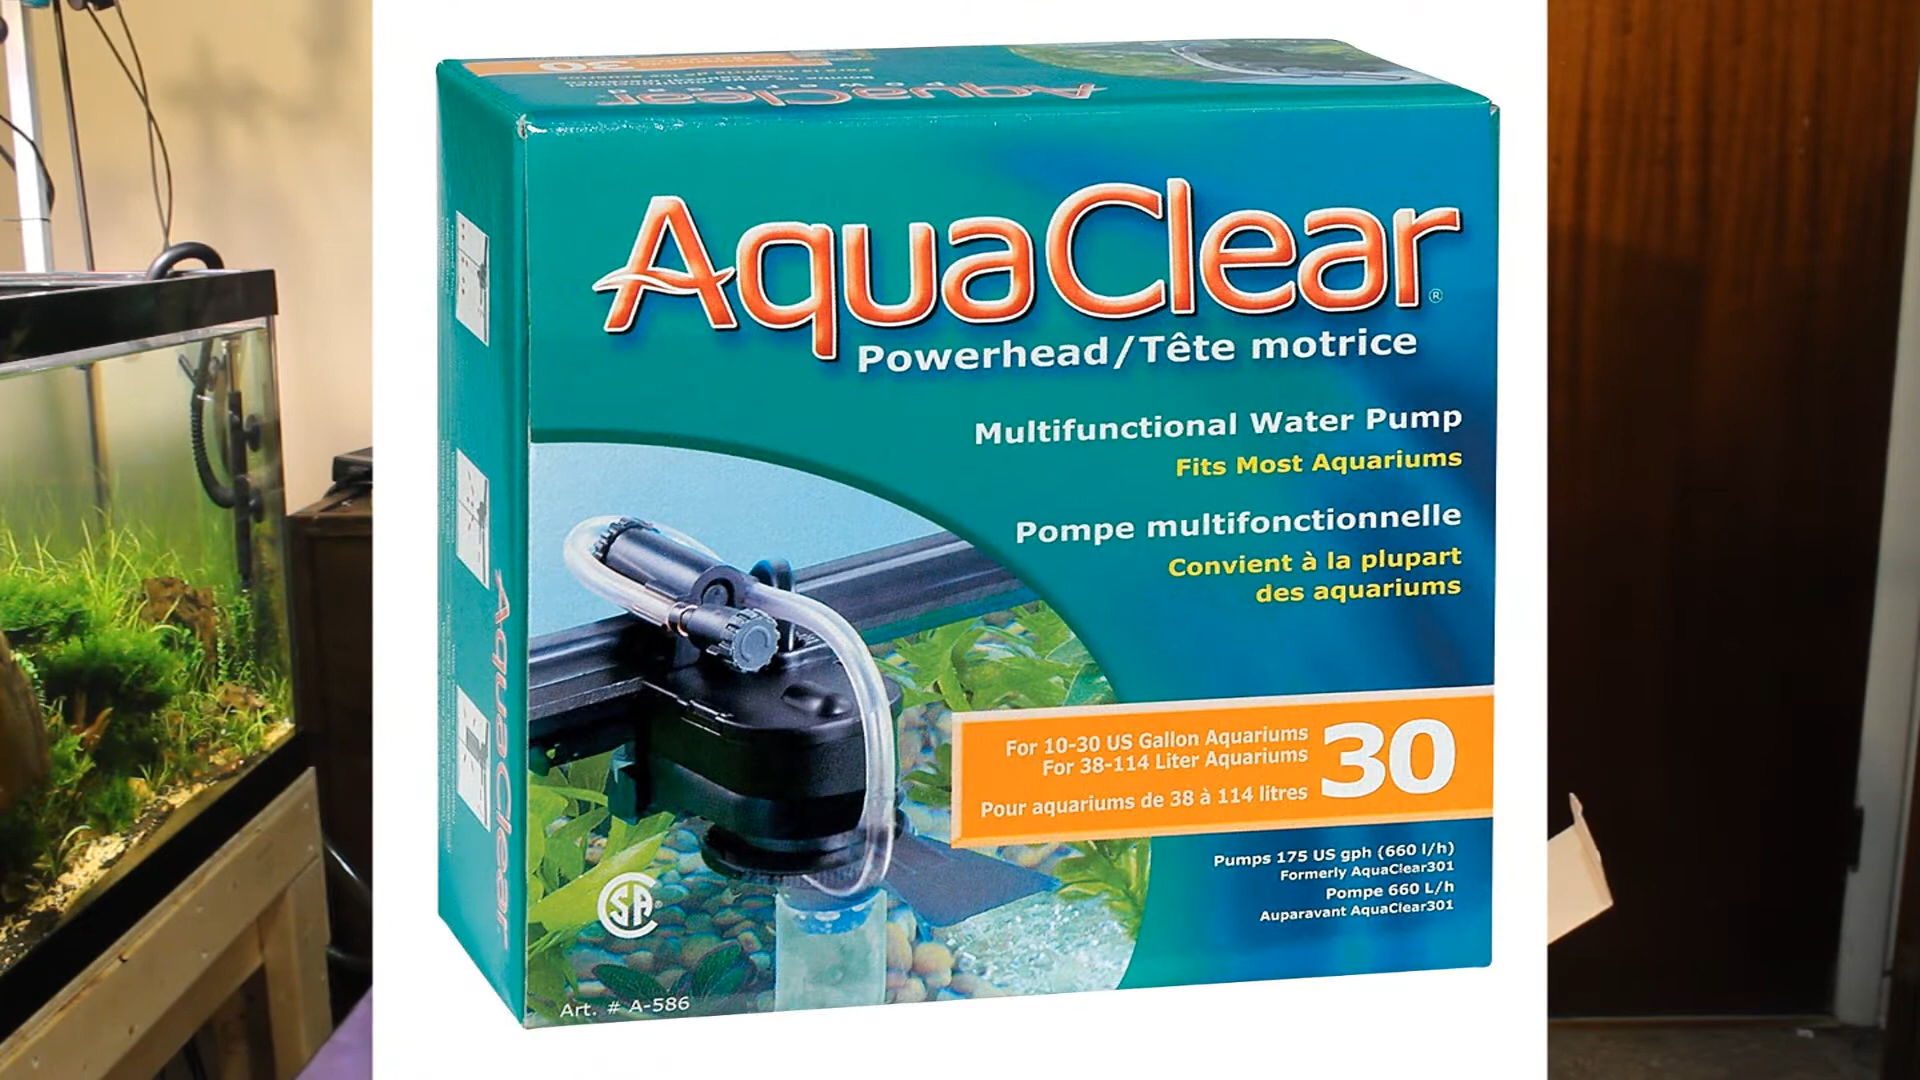 AquaClear
30
AquaClear®
Powerhead/Tête motrice
Multifunctional Water Pump
Fits Most Aquariums
Pompe multifonctionnelle
Convient à la plupart
des aquariums
For 10-30 US Gallon Aquariums
For 38-114 Liter Aquariums
Pour aquariums de 38 à 114 litres
30
Pumps 175 US gph (660 l/h)
Formerly AquaClear301
Pompe 660 L/h
Auparavant AquaClear301
SA
Art. # A-586
AquaClear